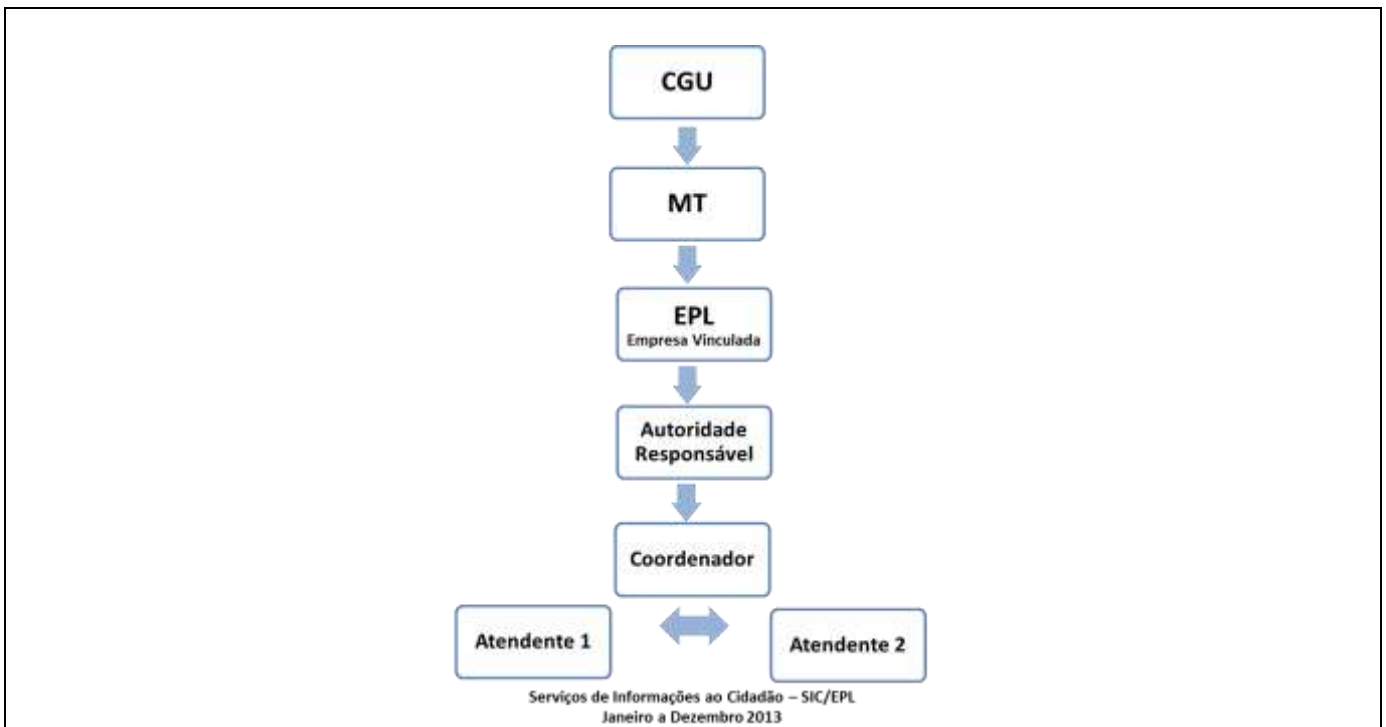 CGU
MT
EPL
Empresa Vinculada
Autoridade
Responsável
Coordenador
Atendente 1
Atendente 2
Serviços de Informações ao Cidadão – SIC/EPL
Janeiro a Dezembro 2013